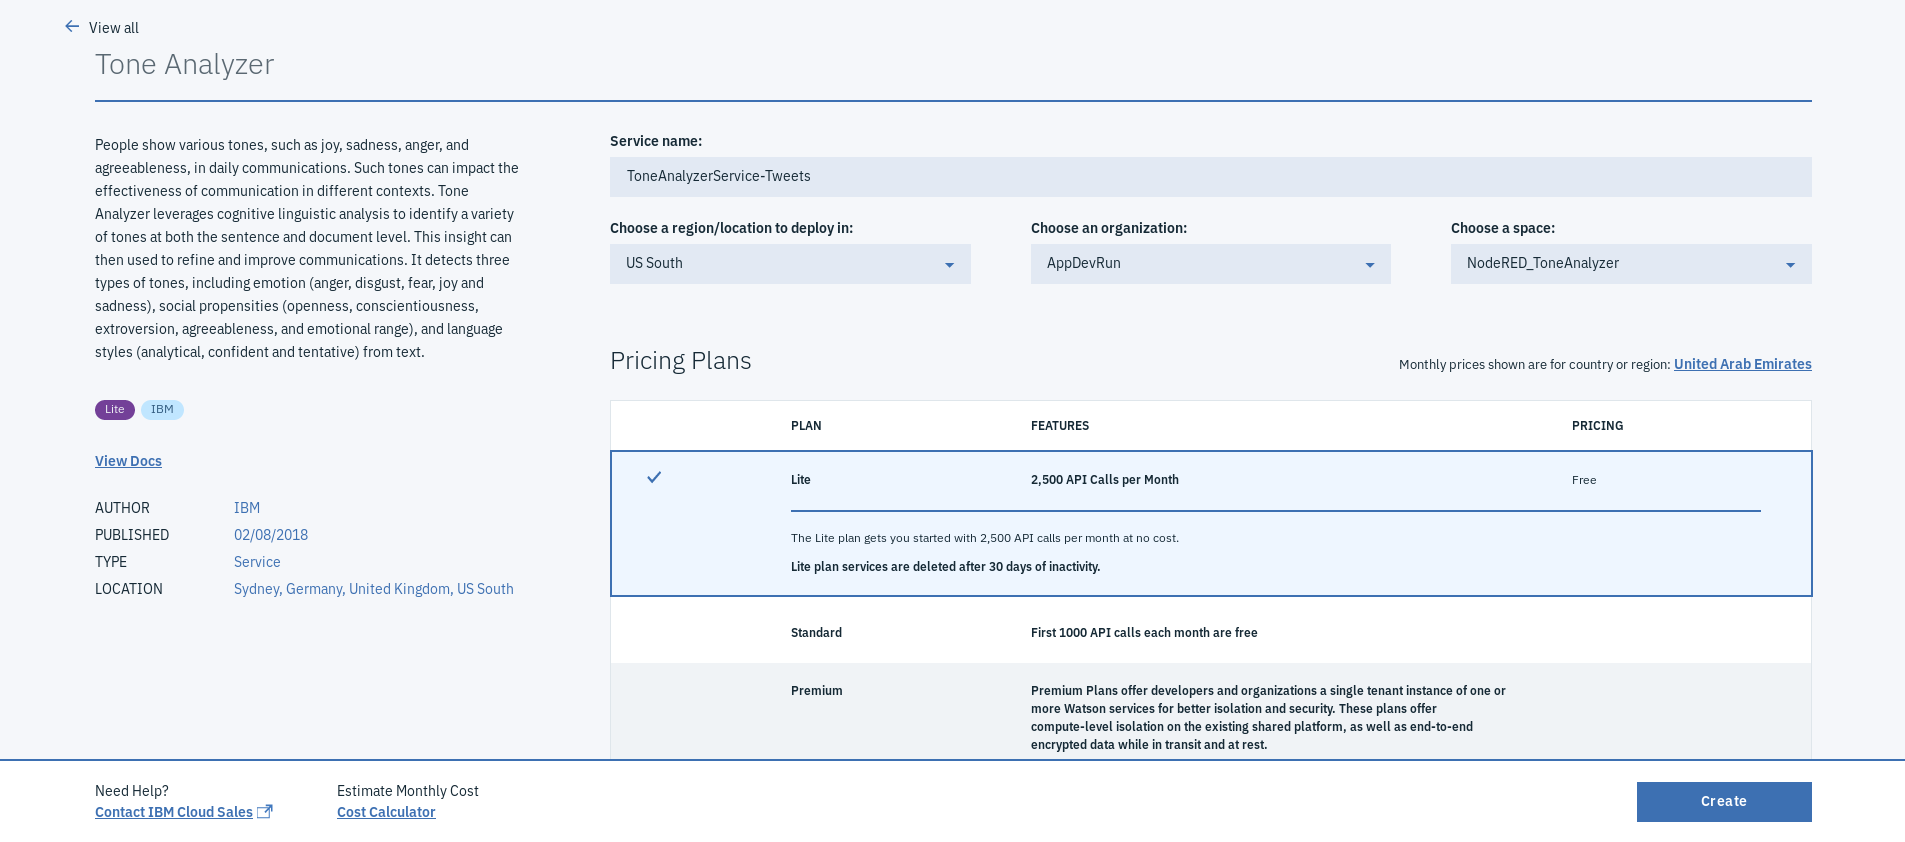 View all
Tone Analyzer
People show various tones, such as joy, sadness, anger, and
agreeableness, in daily communications. Such tones can impact the
effectiveness of communication in different contexts. Tone
Analyzer leverages cognitive linguistic analysis to identify a variety
of tones at both the sentence and document level. This insight can
then used to refine and improve communications. It detects three
types of tones, including emotion (anger, disgust, fear, joy and
sadness), social propensities (openness, conscientiousness,
extroversion, agreeableness, and emotional range), and language
styles (analytical, confident and tentative) from text.
Lite IBM
View Docs
AUTHOR IBM
PUBLISHED 02/08/2018
TYPE Service
LOCATION Sydney, Germany, United Kingdom, US South
Service name:
ToneAnalyzerService-Tweets
Choose a region/location to deploy in: Choose an organization: Choose a space:
US South AppDevRun NodeRED_ToneAnalyzer
Pricing Plans
Monthly prices shown are for country or region: United Arab Emirates
PLAN FEATURES PRICING
Lite 2,500 API Calls per Month Free
The Lite plan gets you started with 2,500 API calls per month at no cost.
Lite plan services are deleted after 30 days of inactivity.
Standard First 1000 API calls each month are free
Premium Premium Plans offer developers and organizations a single tenant instance of one or
more Watson services for better isolation and security. These plans offer
compute-level isolation on the existing shared platform, as well as end-to-end
encrypted data while in transit and at rest.
Need Help? Estimate Monthly Cost
Contact IBM Cloud Sales Cost Calculator
Create